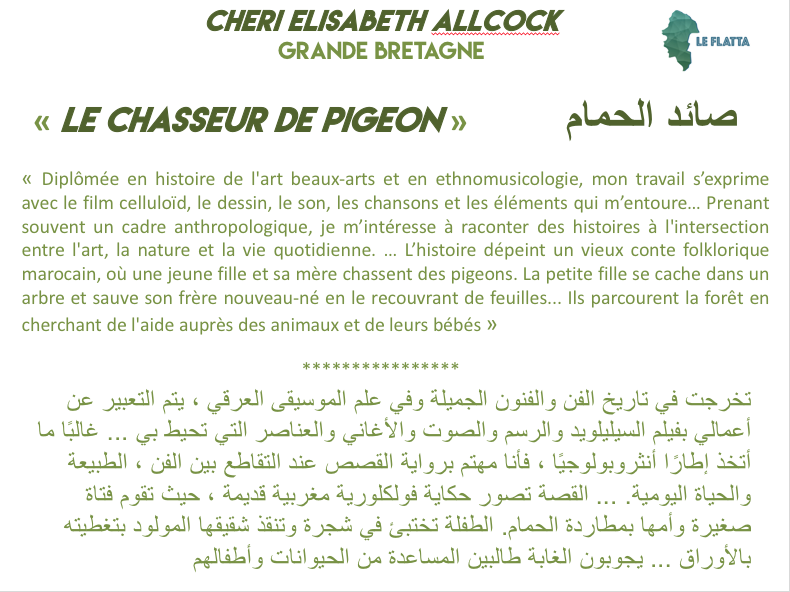 CHERI ELISABETH ALLCOCK
GRANDE BRETAGNE
LE FLATTA
« LE CHASSEUR DE PIGEON »
صائد الحمام
« Diplômée en histoire de l'art beaux-arts et en ethnomusicologie, mon travail s’exprime
avec le film celluloïd, le dessin, le son, les chansons et les éléments qui m’entoure… Prenant
souvent un cadre anthropologique, je m’intéresse à raconter des histoires à l'intersection
entre l'art, la nature et la vie quotidienne. … L’histoire dépeint un vieux conte folklorique
marocain, où une jeune fille et sa mère chassent des pigeons. La petite fille se cache dans un
arbre et sauve son frère nouveau-né en le recouvrant de feuilles... Ils parcourent la forêt en
cherchant de l'aide auprès des animaux et de leurs bébés »
****************
تخرجت في تاريخ الفن والفنون الجميلة وفي علم الموسيقى العرقي ، يتم التعبير عن
أعمالي بفيلم السيليلويد والرسم والصوت والأغاني والعناصر التي تحيط بي ... غالبًا ما
أتخذ إطارًا أنثروبولوجيًا ، فأنا مهتم برواية القصص عند التقاطع بين الفن ، الطبيعة
والحياة اليومية. ... القصة تصور حكاية فولكلورية مغربية قديمة ، حيث تقوم فتاة
صغيرة وأمها بمطاردة الحمام. الطفلة تختبئ في شجرة وتنقذ شقيقها المولود بتغطيته
بالأوراق ... يجوبون الغابة طالبين المساعدة من الحيوانات وأطفالهم